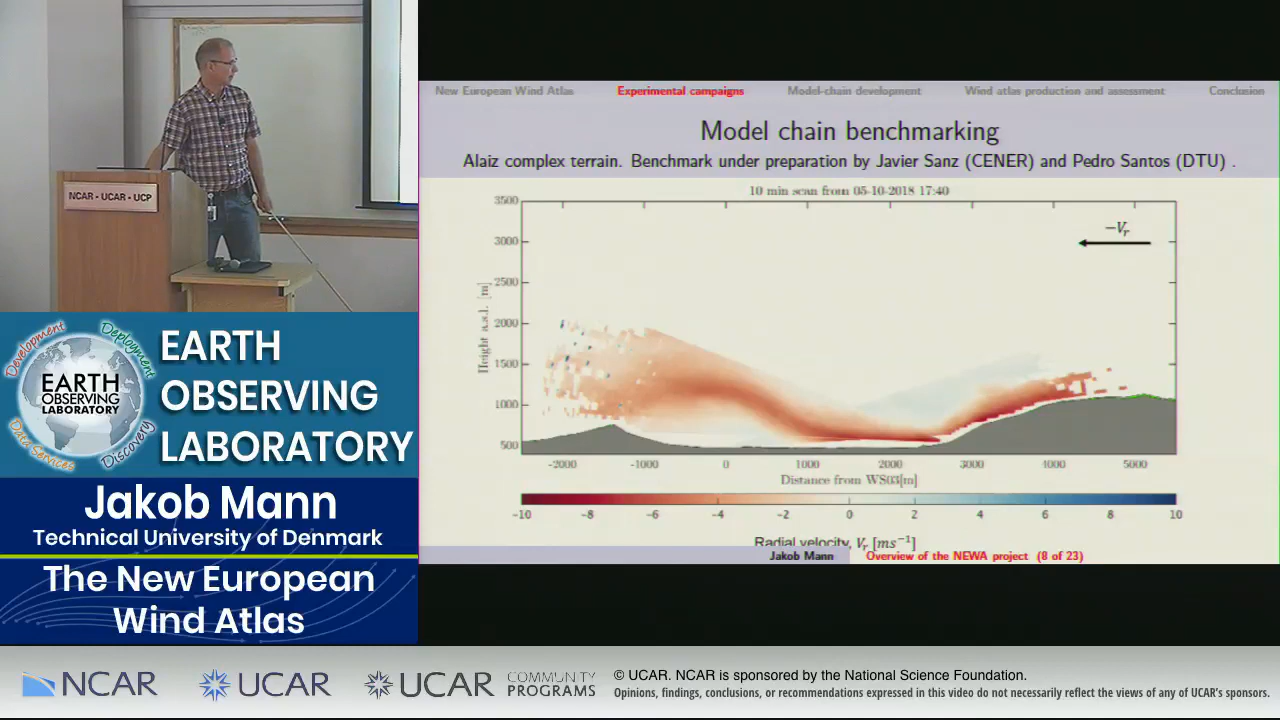 NCAR • UCAR • UCP
New European Wind Atlas
Experimental campaigns
Model-chain development
Wind atlas production and assessment
Conclusion
Model chain benchmarking
Alaiz complex terrain. Benchmark under preparation by Javier Sanz (CENER) and Pedro Santos (DTU) .
10 min scan from 05-10-2018 17:40
3500
3000
2500
2000
1500
1000
500
Height a.s.l. [m]
−Vr
-2000 -1000 0 1000 2000 3000 4000 5000
Distance from WS03[m]
-10 -8 -6 -4 -2 0 2 4 6 8 10
Radial velocity, Vr [ms⁻¹]
Jakob Mann
Overview of the NEWA project (8 of 23)
Development
Deployment
Data Services
Discovery
EARTH
OBSERVING
LABORATORY
EARTH
OBSERVING
LABORATORY
Jakob Mann
Technical University of Denmark
The New European
Wind Atlas
NCAR
UCAR
UCAR
COMMUNITY
PROGRAMS
© UCAR. NCAR is sponsored by the National Science Foundation.
Opinions, findings, conclusions, or recommendations expressed in this video do not necessarily reflect the views of any of UCAR's sponsors.